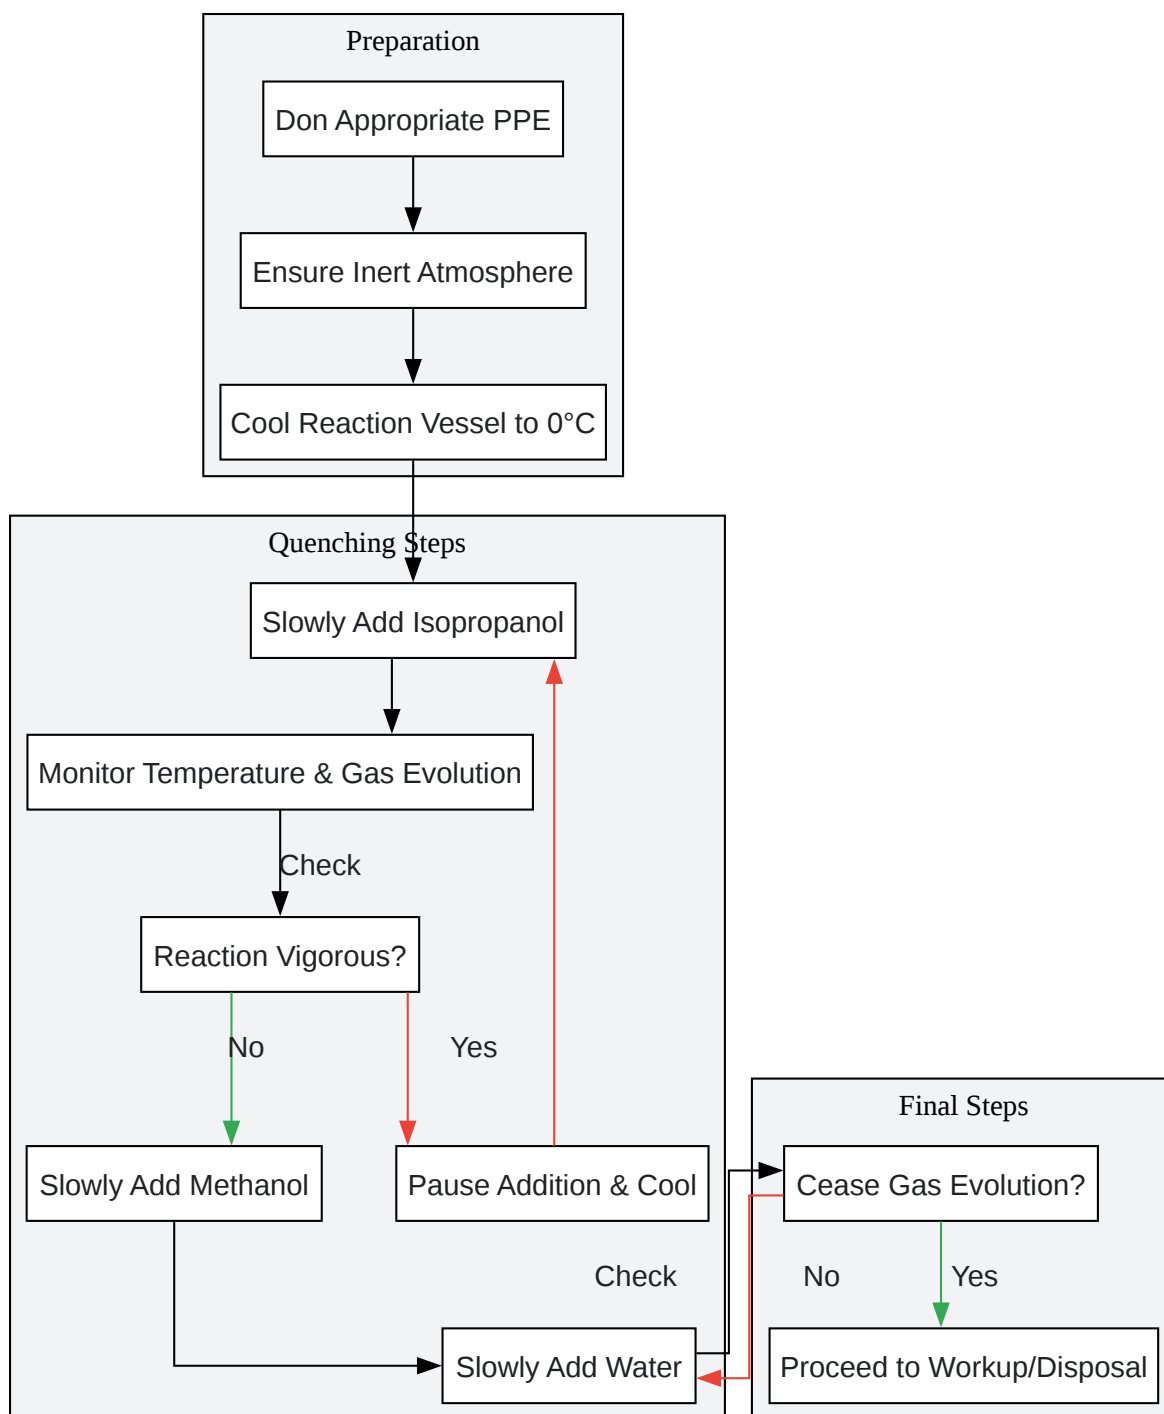 Preparation
Don Appropriate PPE
Ensure Inert Atmosphere
Cool Reaction Vessel to 0°C
Quenching Steps
Slowly Add Isopropanol
Monitor Temperature & Gas Evolution
Check
Reaction Vigorous?
No
Yes
Slowly Add Methanol
Pause Addition & Cool
Check
Slowly Add Water
Final Steps
Cease Gas Evolution?
No
Yes
Proceed to Workup/Disposal